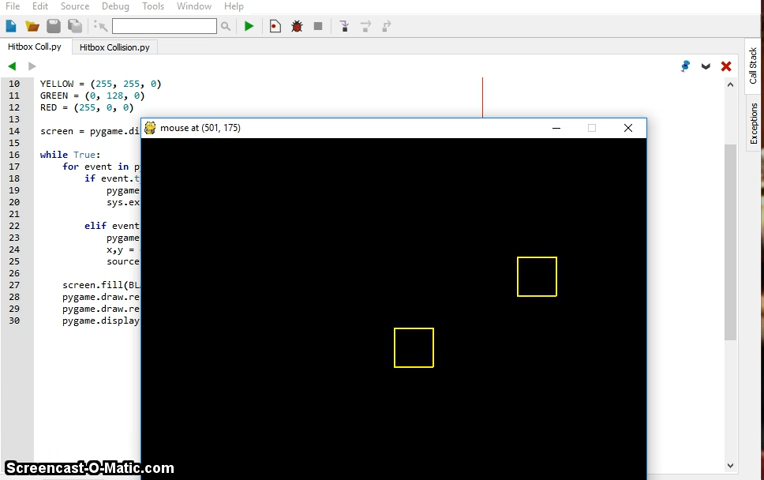 File Edit Source Debug Tools Window Help
Hitbox Coll.py Hitbox Collision.py
10 YELLOW = (255, 255, 0)
11 GREEN = (0, 128, 0)
12 RED = (255, 0, 0)
13
14 screen = pygame.di
15
16 while True:
17 for event in p
18 if event.t
19 pygame
20 sys.ex
21
22 elif event
23 pygame
24 x,y =
25 source
26
27 screen.fill(BL
28 pygame.draw.re
29 pygame.draw.re
30 pygame.display
mouse at (501, 175)
Call Stack
Exceptions
Screencast-O-Matic.com